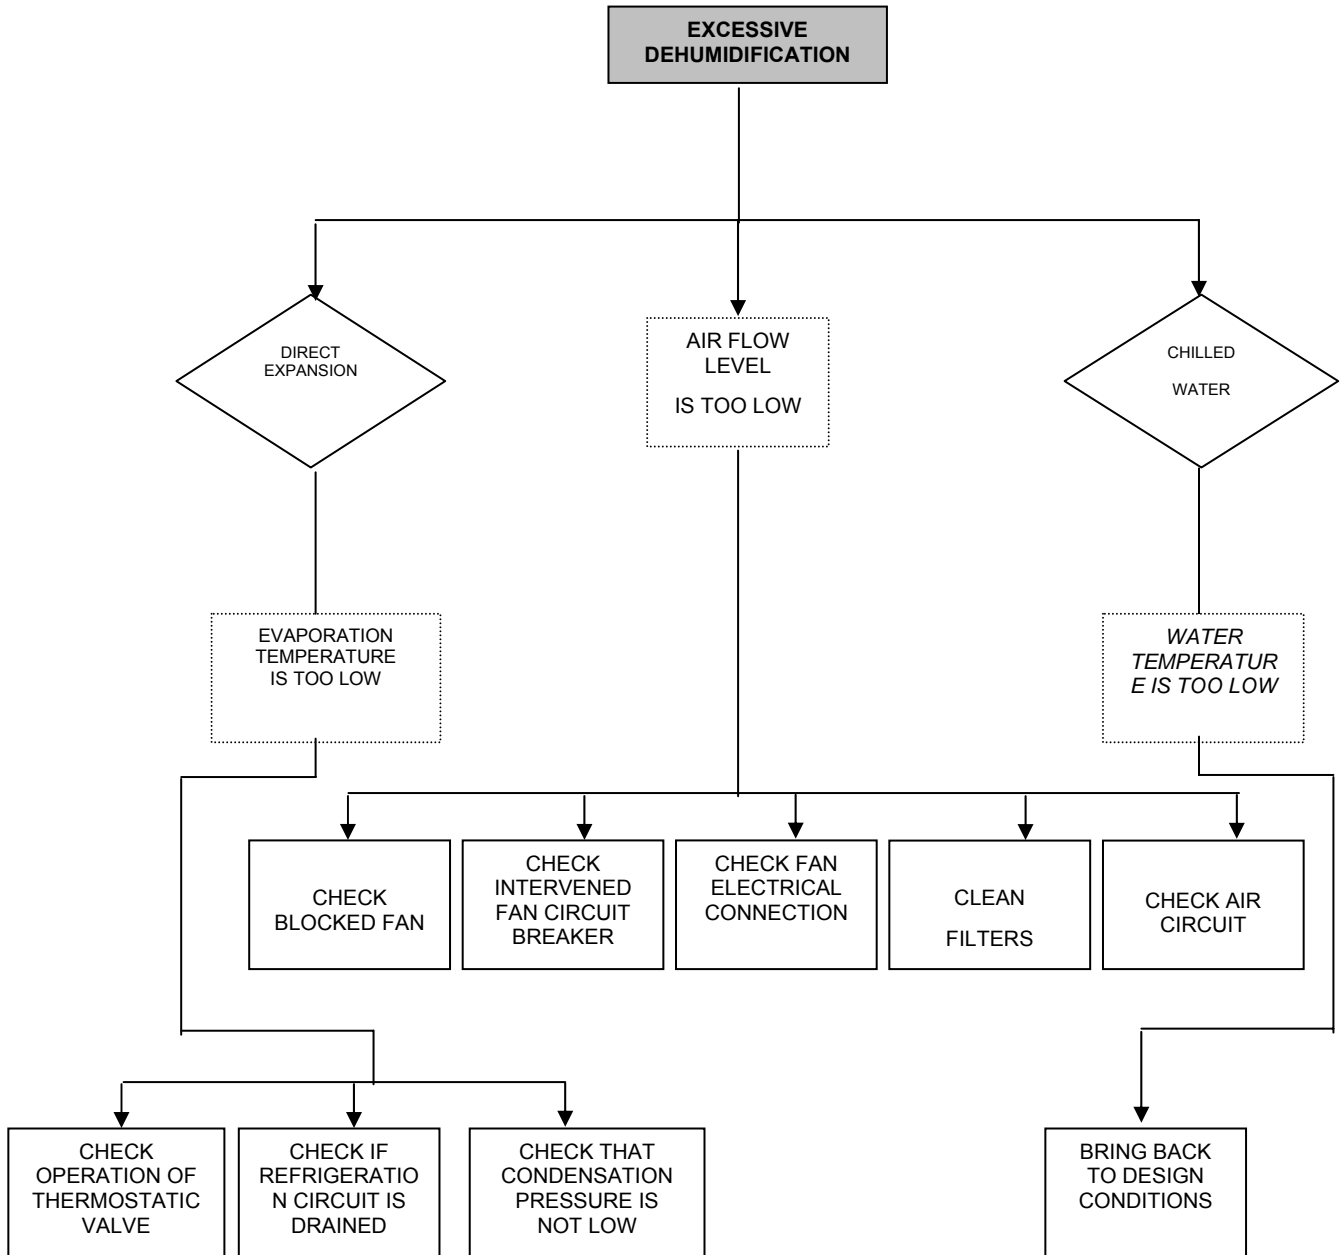 EXCESSIVE
DEHUMIDIFICATION
DIRECT
EXPANSION
AIR FLOW
LEVEL
IS TOO LOW
CHILLED
WATER
EVAPORATION
TEMPERATURE
IS TOO LOW
WATER
TEMPERATUR
E IS TOO LOW
CHECK
BLOCKED FAN
CHECK
INTERVENED
FAN CIRCUIT
BREAKER
CHECK FAN
ELECTRICAL
CONNECTION
CLEAN
FILTERS
CHECK AIR
CIRCUIT
CHECK
OPERATION OF
THERMOSTATIC
VALVE
CHECK IF
REFRIGERATIO
N CIRCUIT IS
DRAINED
CHECK THAT
CONDENSATION
PRESSURE IS
NOT LOW
BRING BACK
TO DESIGN
CONDITIONS